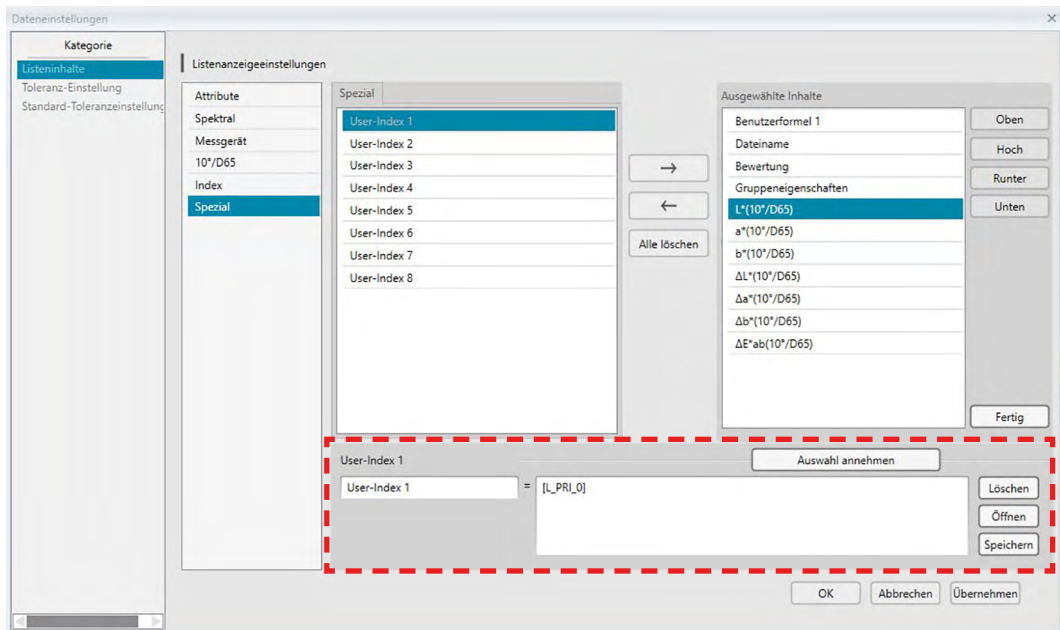 Dateneinstellungen
×
Kategorie
Listeninhalte
Toleranz-Einstellung
Standard-Toleranzeinstellung
Listenanzeigeeinstellungen
Attribute
Spektral
Messgerät
10°/D65
Index
Spezial
Spezial
User-Index 1
User-Index 2
User-Index 3
User-Index 4
User-Index 5
User-Index 6
User-Index 7
User-Index 8
→
←
Alle löschen
Ausgewählte Inhalte
Benutzerformel 1
Dateiname
Bewertung
Gruppeneigenschaften
L*(10°/D65)
a*(10°/D65)
b*(10°/D65)
ΔL*(10°/D65)
Δa*(10°/D65)
Δb*(10°/D65)
ΔE*ab(10°/D65)
Oben
Hoch
Runter
Unten
Fertig
User-Index 1
Auswahl annehmen
User-Index 1 = [L_PRI_0]
Löschen
Öffnen
Speichern
OK Abbrechen Übernehmen